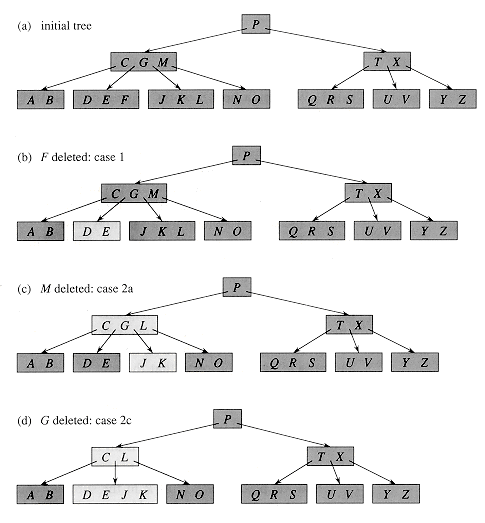 (a) initial tree
P
C G M T X
A B D E F J K L N O Q R S U V Y Z
(b) F deleted: case 1
P
C G M T X
A B D E J K L N O Q R S U V Y Z
(c) M deleted: case 2a
P
C G L T X
A B D E J K N O Q R S U V Y Z
(d) G deleted: case 2c
P
C L T X
A B D E J K N O Q R S U V Y Z